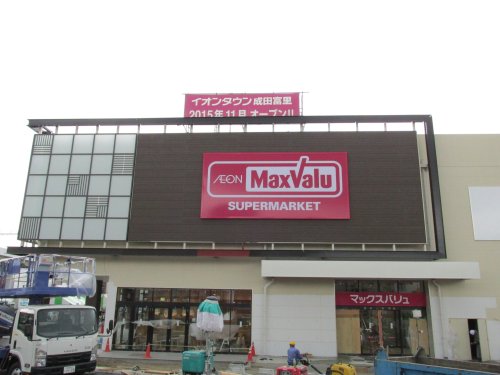 イオンタウン成田富里
2015年11月オープン!!
ÆON MaxValu
SUPERMARKET
マックスバリュ